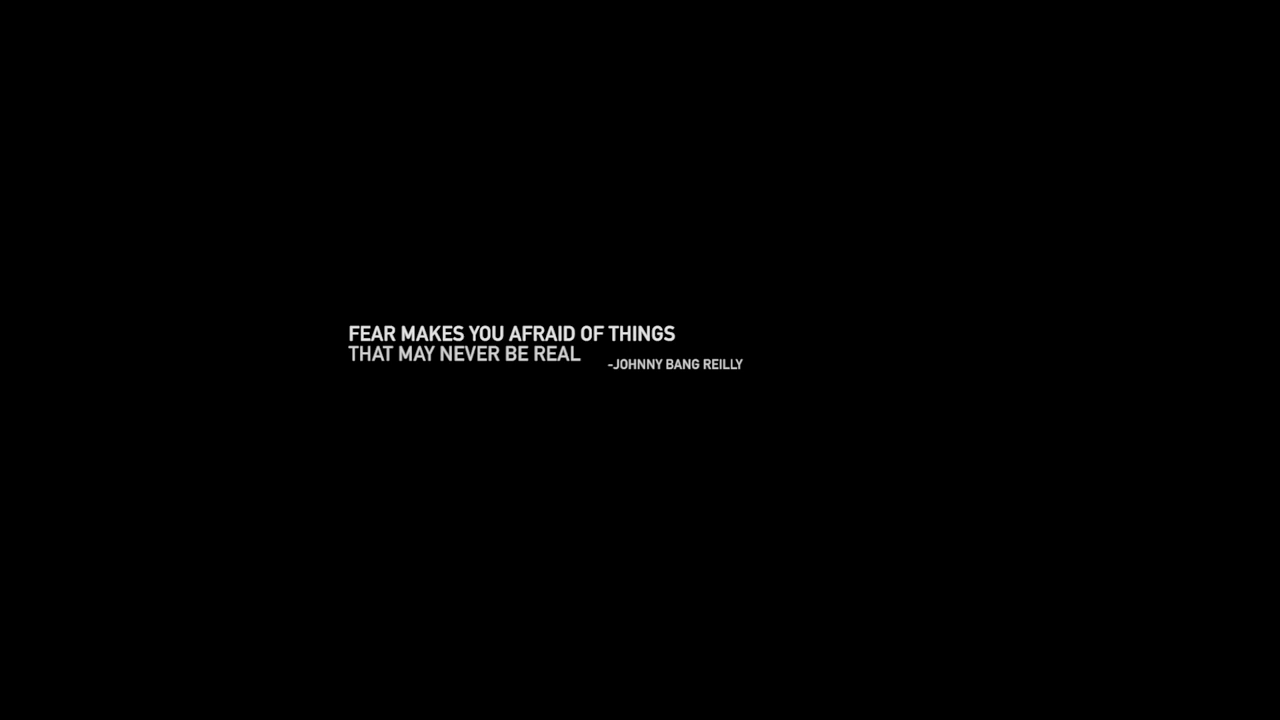 FEAR MAKES YOU AFRAID OF THINGS
THAT MAY NEVER BE REAL
-JOHNNY BANG REILLY